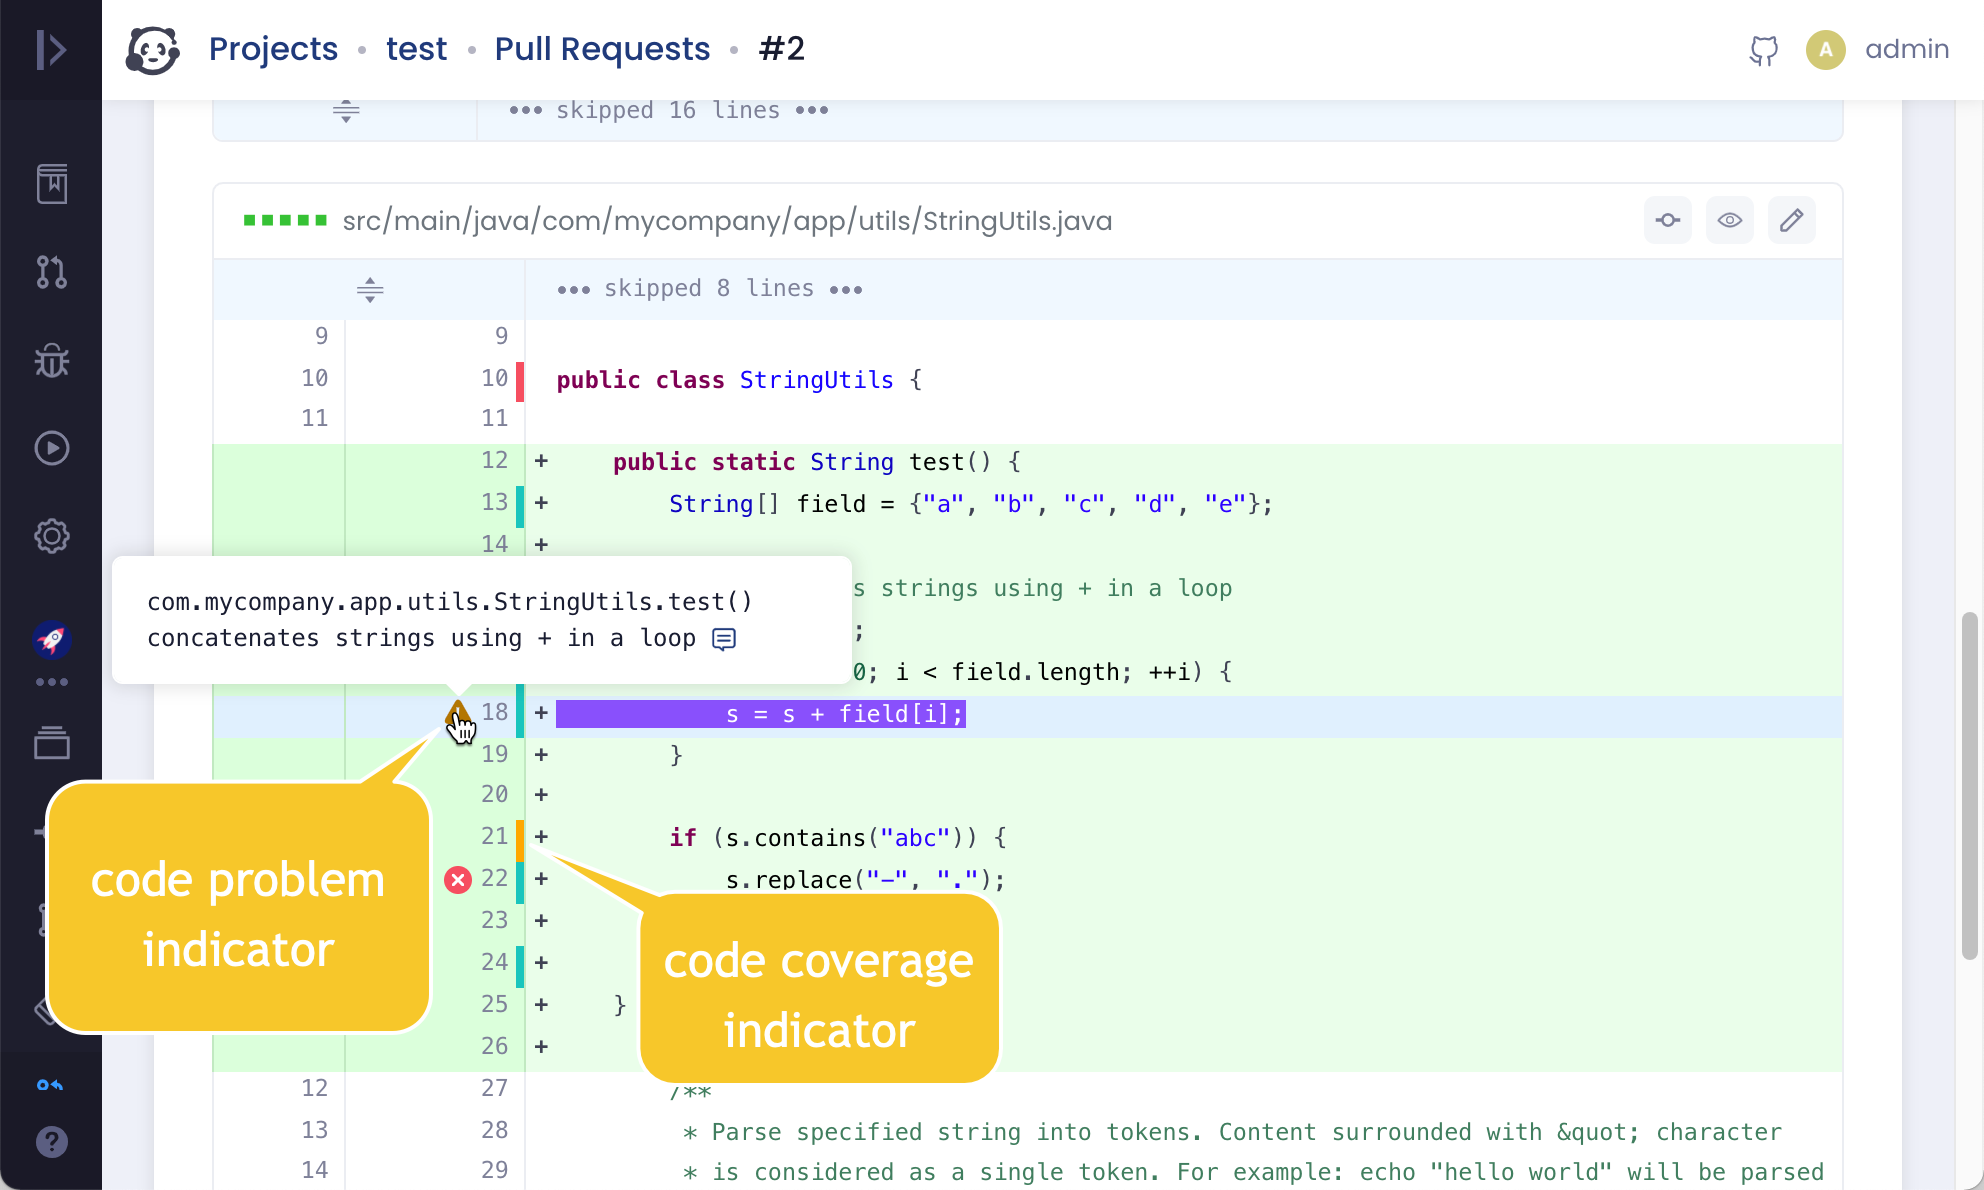 Projects • test • Pull Requests • #2
A admin
••• skipped 16 lines •••
src/main/java/com/mycompany/app/utils/StringUtils.java
••• skipped 8 lines •••
9 9
10 10 public class StringUtils {
11 11
12 + public static String test() {
13 + String[] field = {"a", "b", "c", "d", "e"};
14 +
s strings using + in a loop
;
0; i < field.length; ++i) {
com.mycompany.app.utils.StringUtils.test()
concatenates strings using + in a loop
18 + s = s + field[i];
19 + }
20 +
21 + if (s.contains("abc")) {
22 + s.replace("-", ".");
23 +
24 +
25 + }
26 +
12 27 /**
13 28 * Parse specified string into tokens. Content surrounded with &quot; character
14 29 * is considered as a single token. For example: echo "hello world" will be parsed
code problem
indicator
code coverage
indicator